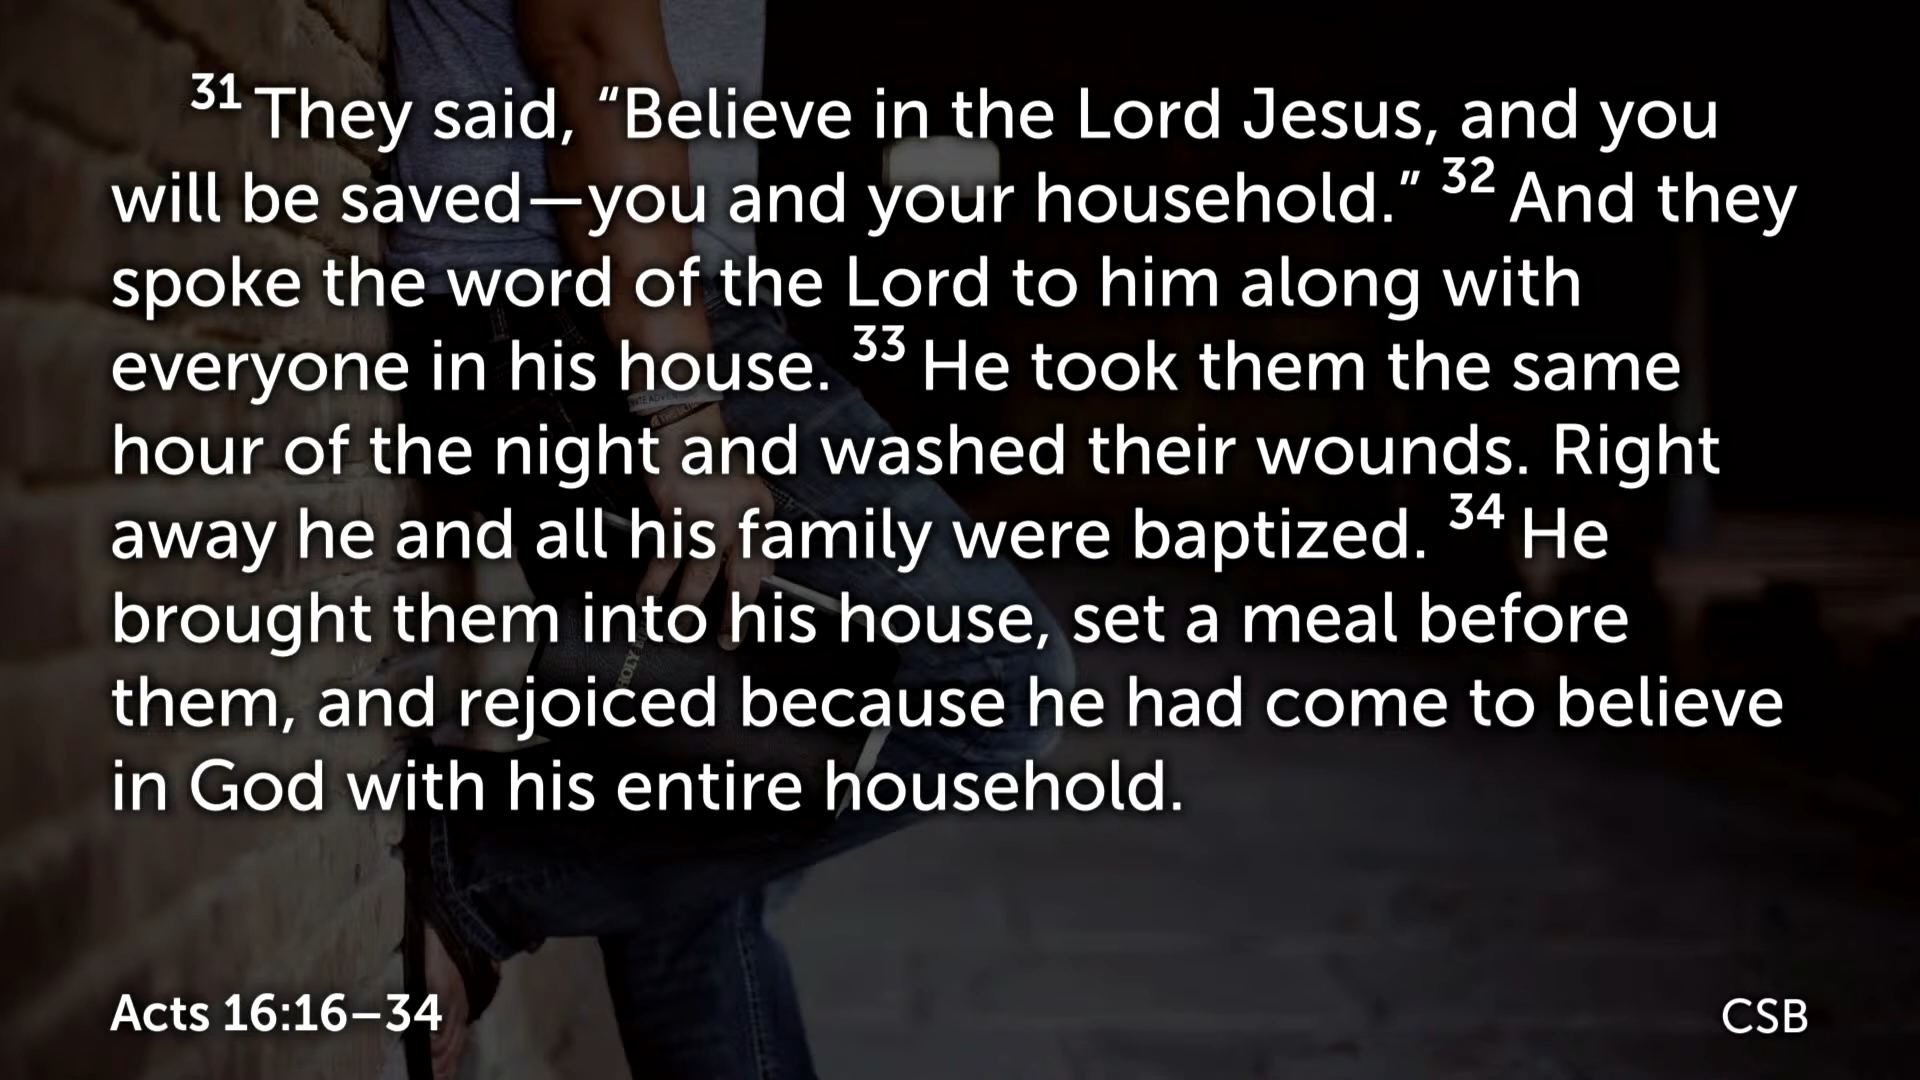 31 They said, “Believe in the Lord Jesus, and you
will be saved—you and your household.” 32 And they
spoke the word of the Lord to him along with
everyone in his house. 33 He took them the same
hour of the night and washed their wounds. Right
away he and all his family were baptized. 34 He
brought them into his house, set a meal before
them, and rejoiced because he had come to believe
in God with his entire household.
HOLY
Acts 16:16–34
CSB